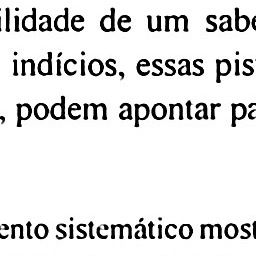 ilidade de um sabe
indícios, essas pis
, podem apontar pa
ento sistemático most